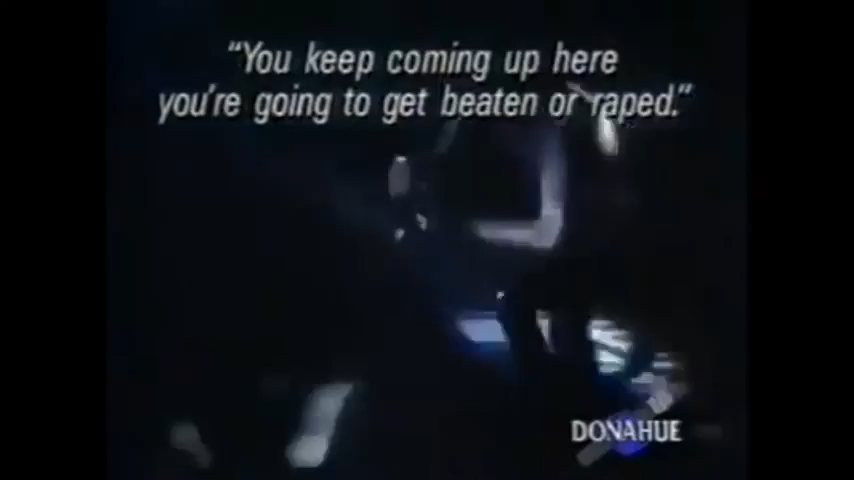 "You keep coming up here
you're going to get beaten or raped."
DONAHUE